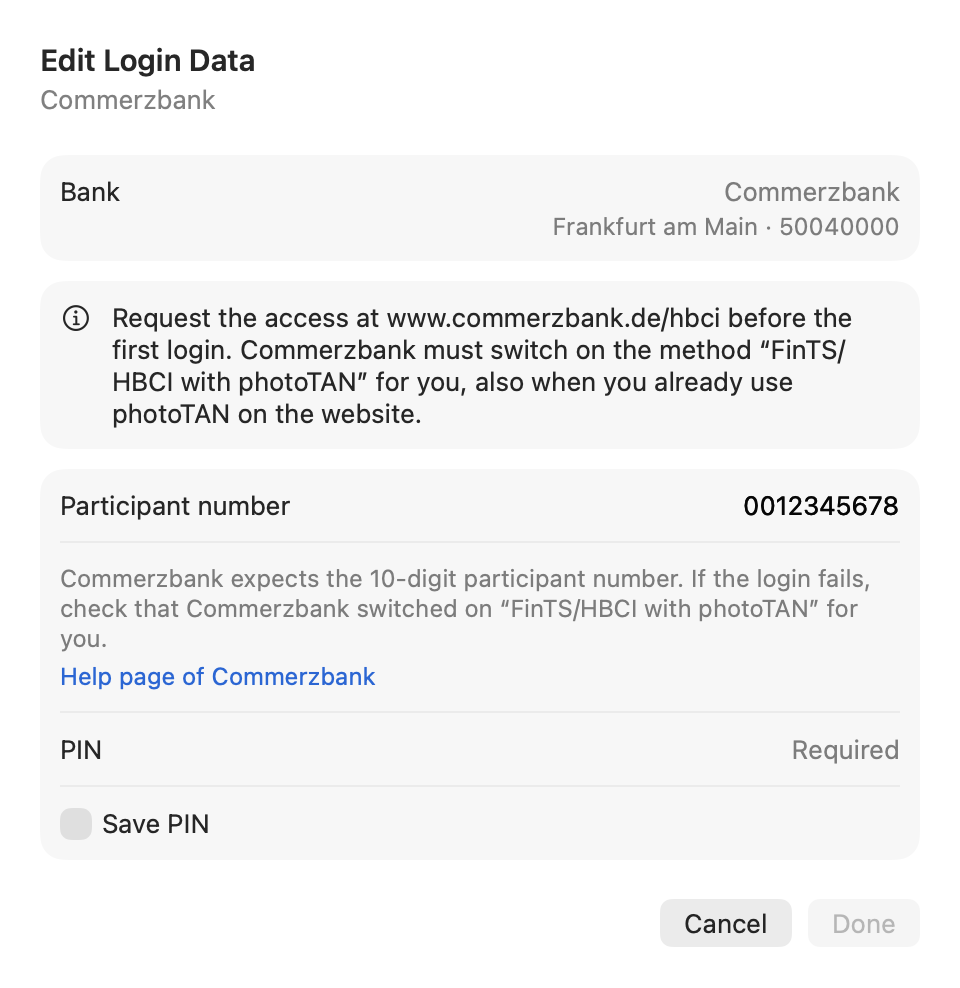 Edit Login Data
Commerzbank
Bank
Commerzbank
Frankfurt am Main · 50040000
Request the access at www.commerzbank.de/hbci before the
first login. Commerzbank must switch on the method “FinTS/
HBCI with photoTAN” for you, also when you already use
photoTAN on the website.
Participant number
0012345678
Commerzbank expects the 10-digit participant number. If the login fails,
check that Commerzbank switched on “FinTS/HBCI with photoTAN” for
you.
Help page of Commerzbank
PIN
Required
Save PIN
Cancel
Done